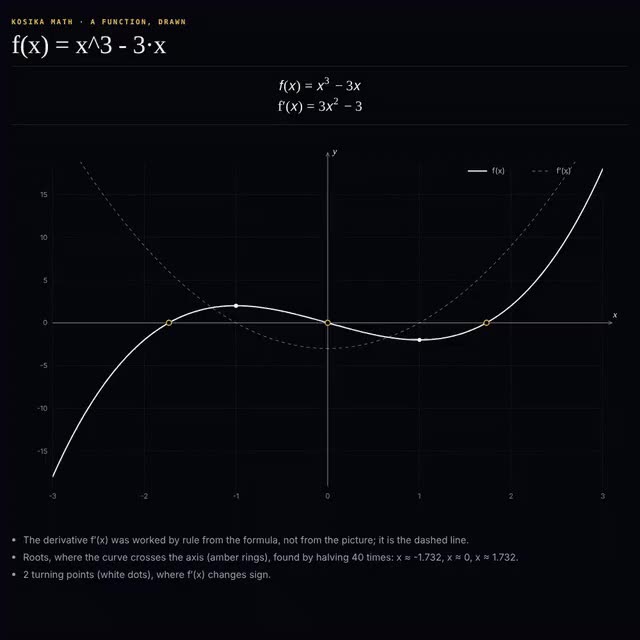 KOSIKA MATH · A FUNCTION, DRAWN
f(x) = x^3 - 3·x
f(x) = x³ − 3x
f′(x) = 3x² − 3
y
f(x)
f'(x)
15
10
5
0
x
-5
-10
-15
-3
-2
-1
0
1
2
3
• The derivative f'(x) was worked by rule from the formula, not from the picture; it is the dashed line.
• Roots, where the curve crosses the axis (amber rings), found by halving 40 times: x ≈ -1.732, x ≈ 0, x ≈ 1.732.
• 2 turning points (white dots), where f'(x) changes sign.